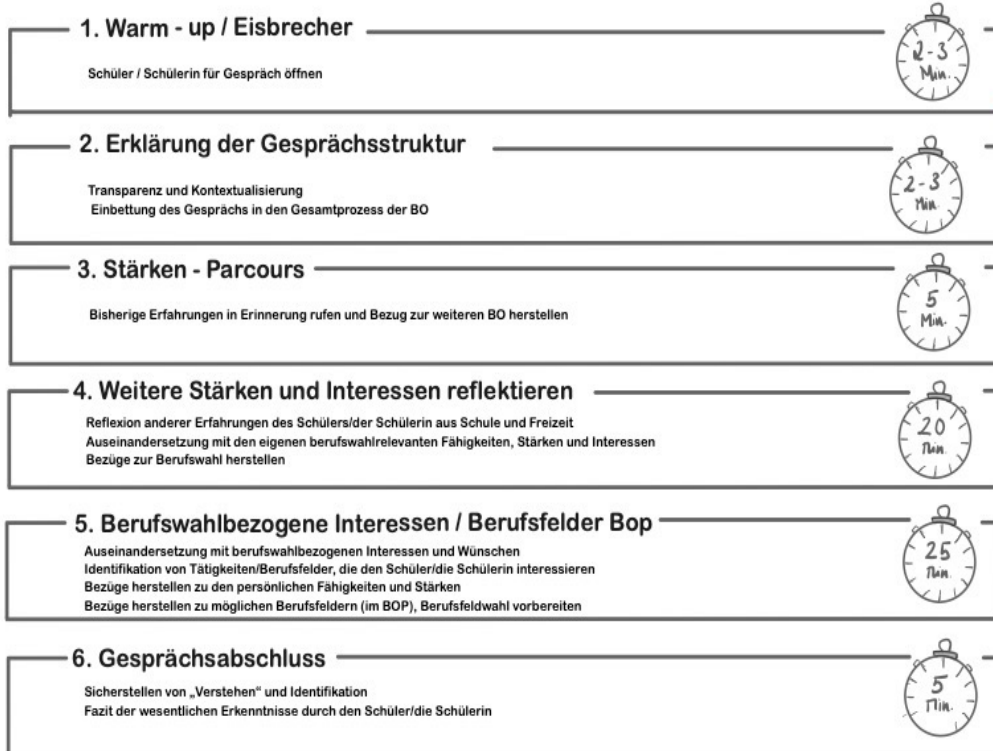 1. Warm - up / Eisbrecher
2-3
Min.
Schüler / Schülerin für Gespräch öffnen
2. Erklärung der Gesprächsstruktur
2-3
Min.
Transparenz und Kontextualisierung
Einbettung des Gesprächs in den Gesamtprozess der BO
3. Stärken - Parcours
5
Min.
Bisherige Erfahrungen in Erinnerung rufen und Bezug zur weiteren BO herstellen
4. Weitere Stärken und Interessen reflektieren
20
Min.
Reflexion anderer Erfahrungen des Schülers/der Schülerin aus Schule und Freizeit
Auseinandersetzung mit den eigenen berufswahlrelevanten Fähigkeiten, Stärken und Interessen
Bezüge zur Berufswahl herstellen
5. Berufswahlbezogene Interessen / Berufsfelder Bop
25
Min.
Auseinandersetzung mit berufswahlbezogenen Interessen und Wünschen
Identifikation von Tätigkeiten/Berufsfelder, die den Schüler/die Schülerin interessieren
Bezüge herstellen zu den persönlichen Fähigkeiten und Stärken
Bezüge herstellen zu möglichen Berufsfeldern (im BOP), Berufsfeldwahl vorbereiten
6. Gesprächsabschluss
5
Min.
Sicherstellen von „Verstehen“ und Identifikation
Fazit der wesentlichen Erkenntnisse durch den Schüler/die Schülerin